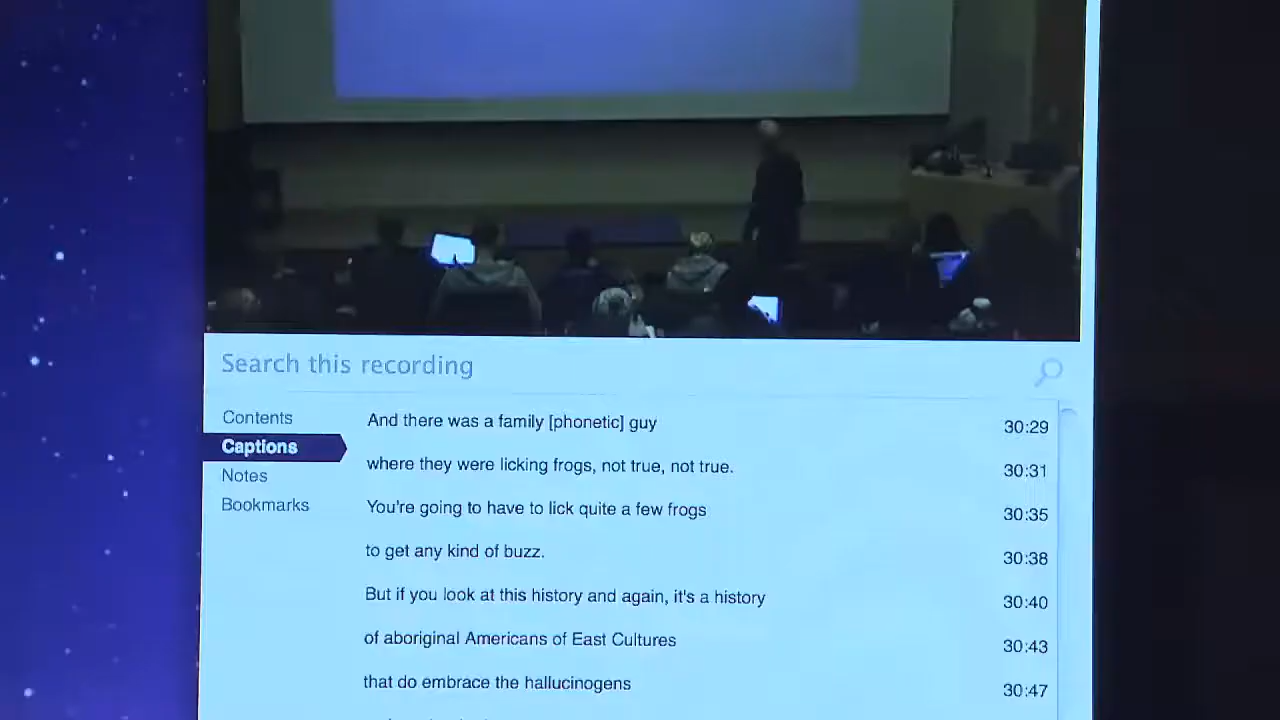 Search this recording
Contents
Captions
Notes
Bookmarks
And there was a family [phonetic] guy 30:29
where they were licking frogs, not true, not true. 30:31
You're going to have to lick quite a few frogs 30:35
to get any kind of buzz. 30:38
But if you look at this history and again, it's a history 30:40
of aboriginal Americans of East Cultures 30:43
that do embrace the hallucinogens 30:47